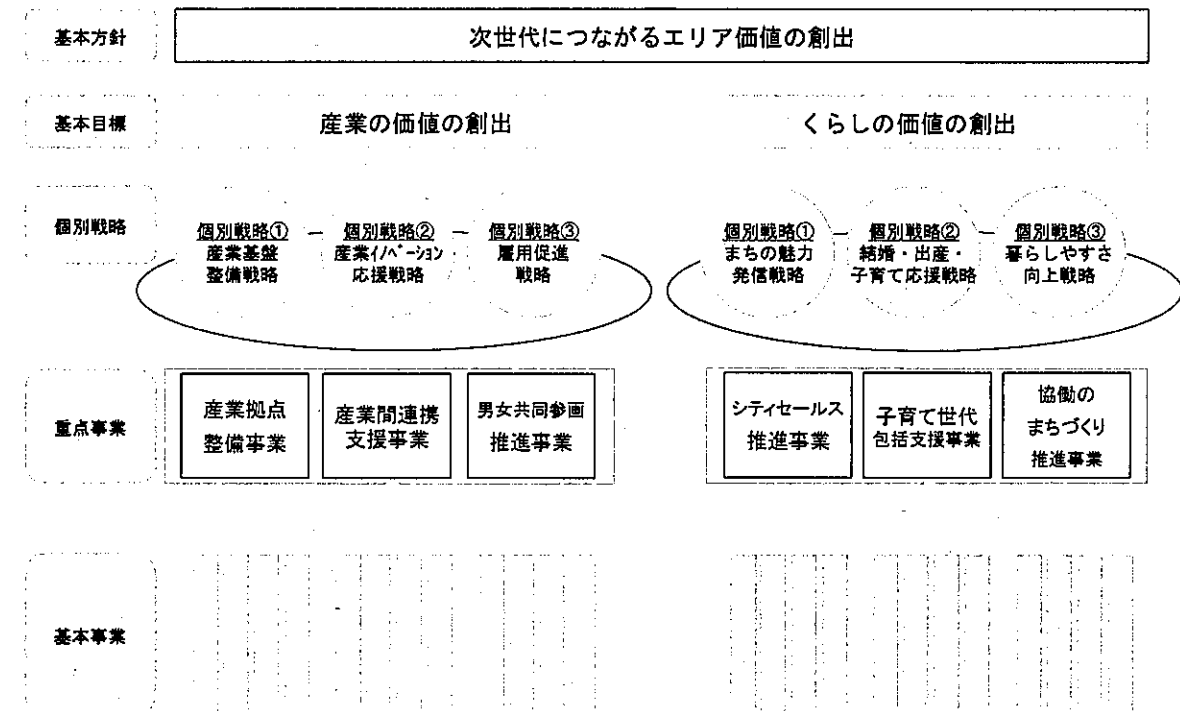 基本方針
次世代につながるエリア価値の創出
基本目標
産業の価値の創出
くらしの価値の創出
個別戦略
個別戦略①
産業基盤
整備戦略
個別戦略②
産業イノベーション
応援戦略
個別戦略③
雇用促進
戦略
個別戦略①
まちの魅力
発信戦略
個別戦略②
結婚・出産・
子育て応援戦略
個別戦略③
暮らしやすさ
向上戦略
重点事業
産業拠点
整備事業
産業間連携
支援事業
男女共同参画
推進事業
シティセールス
推進事業
子育て世代
包括支援事業
協働の
まちづくり
推進事業
基本事業